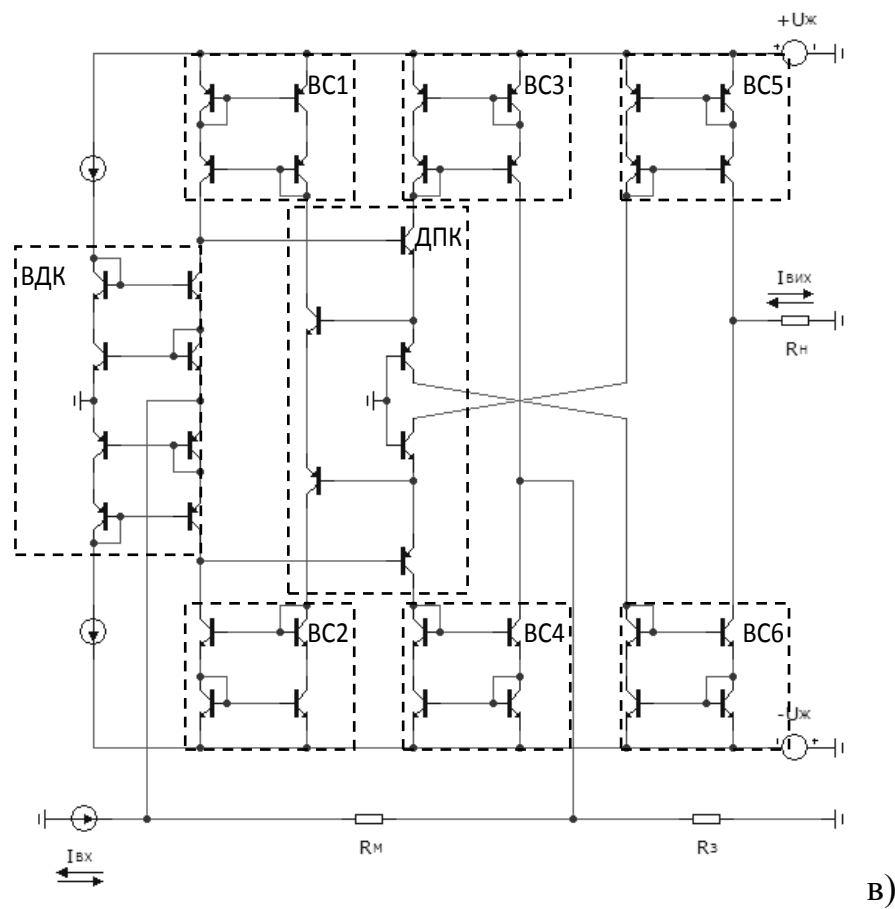 +Uж
+ -
ВС1
ВС3
ВС5
ВДК
ДПК
Iвих
Rн
ВС2
ВС4
ВС6
-Uж
- +
Rм
Rз
Iвх
в)